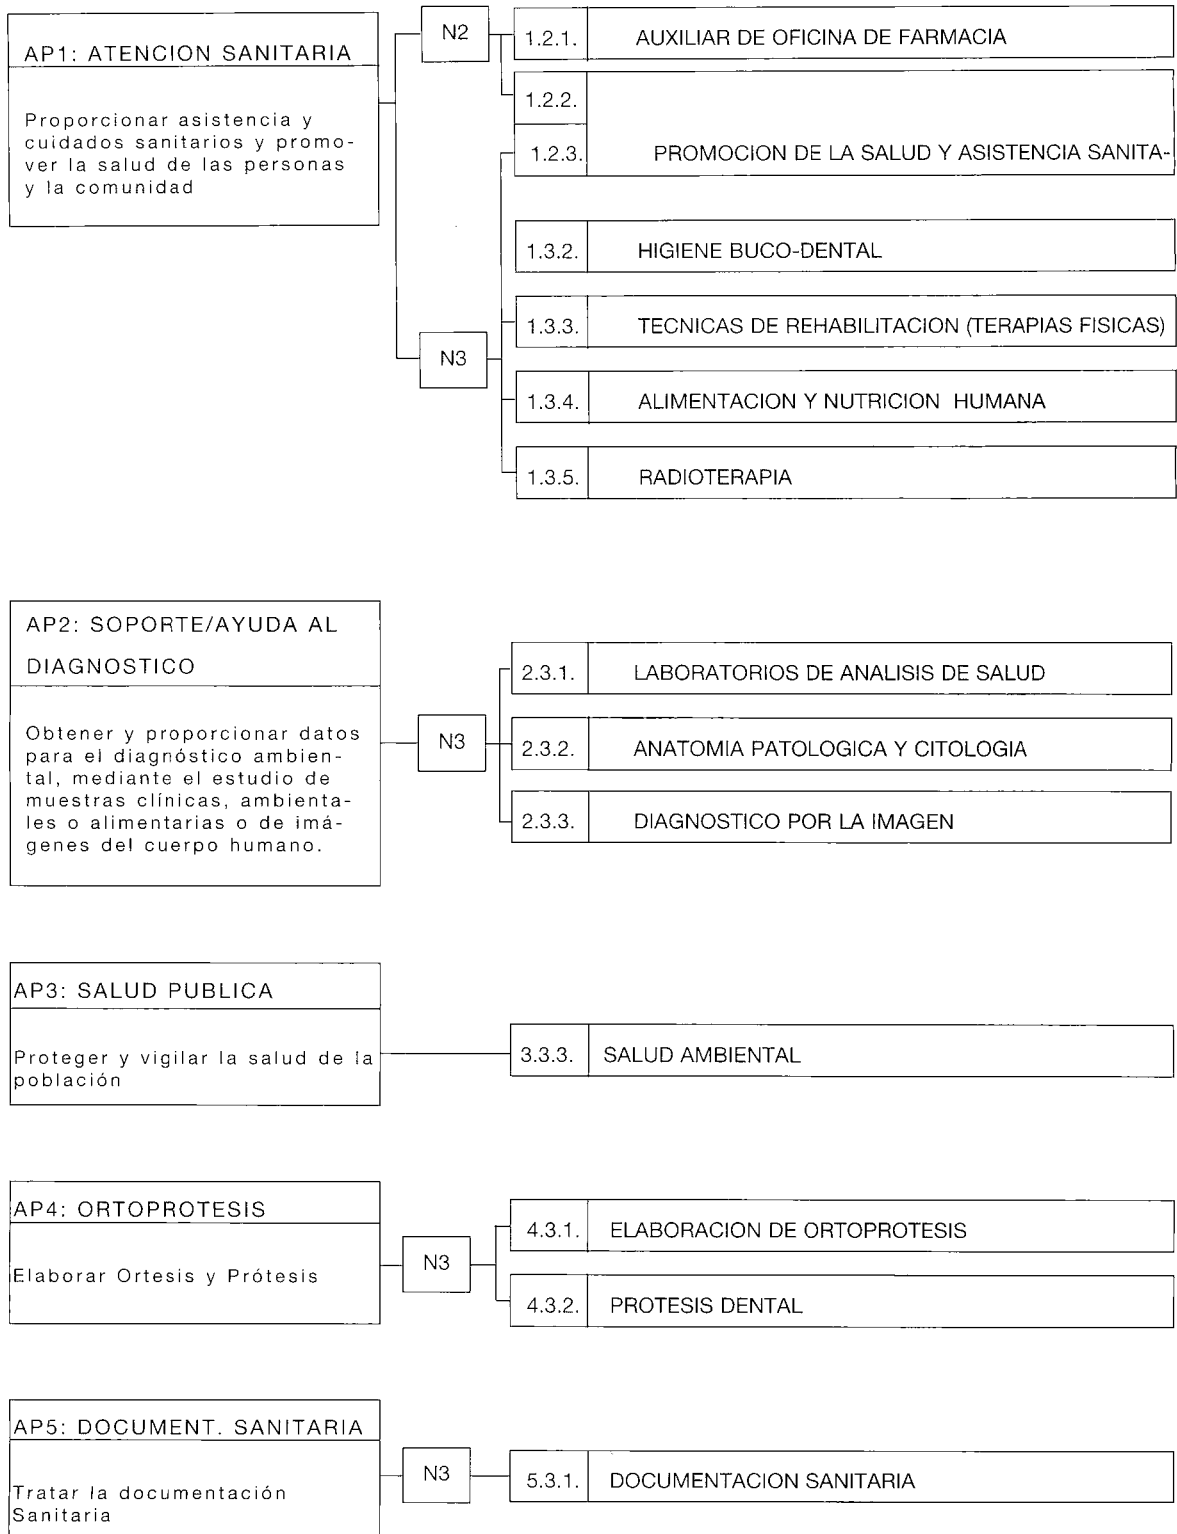 AP1: ATENCION SANITARIA
Proporcionar asistencia y
cuidados sanitarios y promo-
ver la salud de las personas
y la comunidad
N2
1.2.1. AUXILIAR DE OFICINA DE FARMACIA
1.2.2.
1.2.3. PROMOCION DE LA SALUD Y ASISTENCIA SANITA-
1.3.2. HIGIENE BUCO-DENTAL
N3
1.3.3. TECNICAS DE REHABILITACION (TERAPIAS FISICAS)
1.3.4. ALIMENTACION Y NUTRICION HUMANA
1.3.5. RADIOTERAPIA
AP2: SOPORTE/AYUDA AL
DIAGNOSTICO
Obtener y proporcionar datos
para el diagnóstico ambien-
tal, mediante el estudio de
muestras clínicas, ambienta-
les o alimentarias o de imá-
genes del cuerpo humano.
N3
2.3.1. LABORATORIOS DE ANALISIS DE SALUD
2.3.2. ANATOMIA PATOLOGICA Y CITOLOGIA
2.3.3. DIAGNOSTICO POR LA IMAGEN
AP3: SALUD PUBLICA
Proteger y vigilar la salud de la
población
3.3.3. SALUD AMBIENTAL
AP4: ORTOPROTESIS
Elaborar Ortesis y Prótesis
N3
4.3.1. ELABORACION DE ORTOPROTESIS
4.3.2. PROTESIS DENTAL
AP5: DOCUMENT. SANITARIA
Tratar la documentación
Sanitaria
N3
5.3.1. DOCUMENTACION SANITARIA